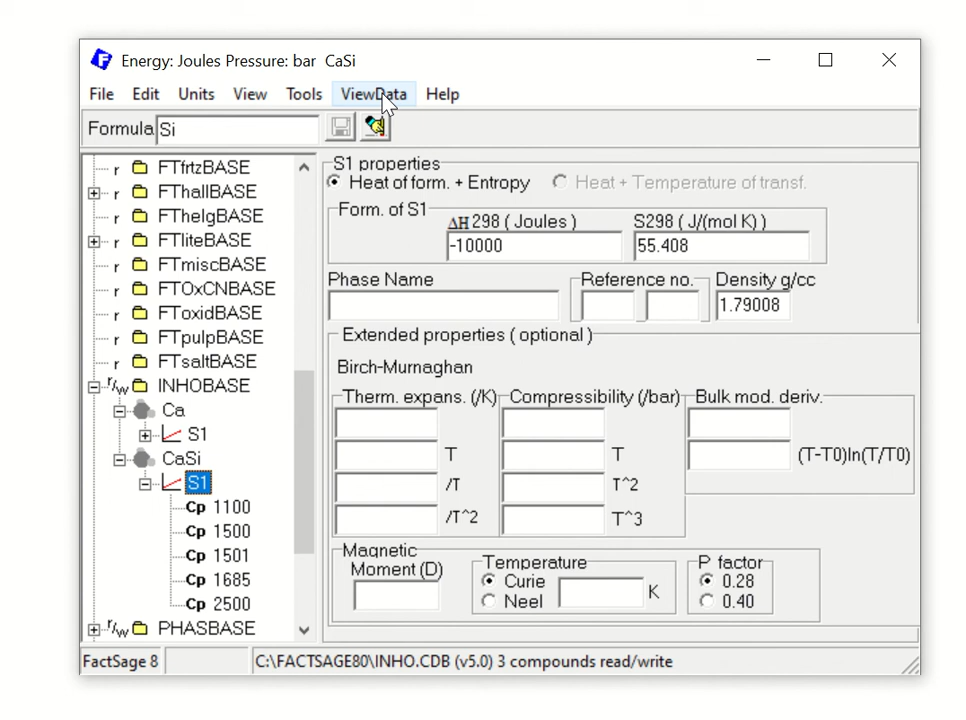 Energy: Joules Pressure: bar CaSi
File Edit Units View Tools ViewData Help
Formula Si
FTfrtzBASE
r FThallBASE
r FThelgBASE
r FTliteBASE
r FTmiscBASE
r FTOxCNBASE
r FToxidBASE
r FTpulpBASE
r FTsaltBASE
r/w INHOBASE
Ca
S1
CaSi
S1
Cp 1100
Cp 1500
Cp 1501
Cp 1685
Cp 2500
r/w PHASBASE
S1 properties
Heat of form. + Entropy Heat + Temperature of transf.
Form. of S1
ΔH 298 ( Joules ) S298 ( J/(mol K) )
-10000 55.408
Phase Name Reference no. Density g/cc
1.79008
Extended properties ( optional )
Birch-Murnaghan
Therm. expans. (/K) Compressibility (/bar) Bulk mod. deriv.
T T (T-T0)ln(T/T0)
/T T^2
/T^2 T^3
Magnetic
Moment (D)
Temperature
Curie
Neel
K
P factor
0.28
0.40
FactSage 8 C:\FACTSAGE80\INHO.CDB (v5.0) 3 compounds read/write